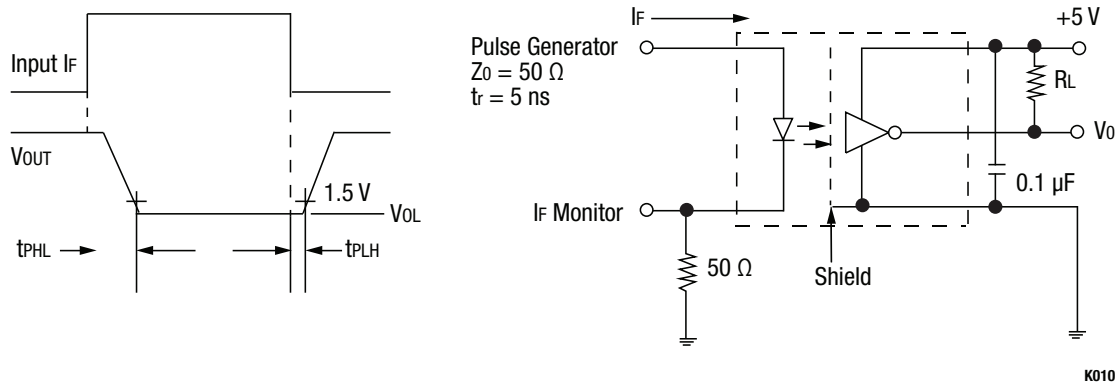 Input IF
VOUT
1.5 V
VOL
tPHL
tPLH
IF
+5 V
Pulse Generator
Z0 = 50 Ω
tr = 5 ns
RL
V0
0.1 μF
IF Monitor
50 Ω
Shield
K010